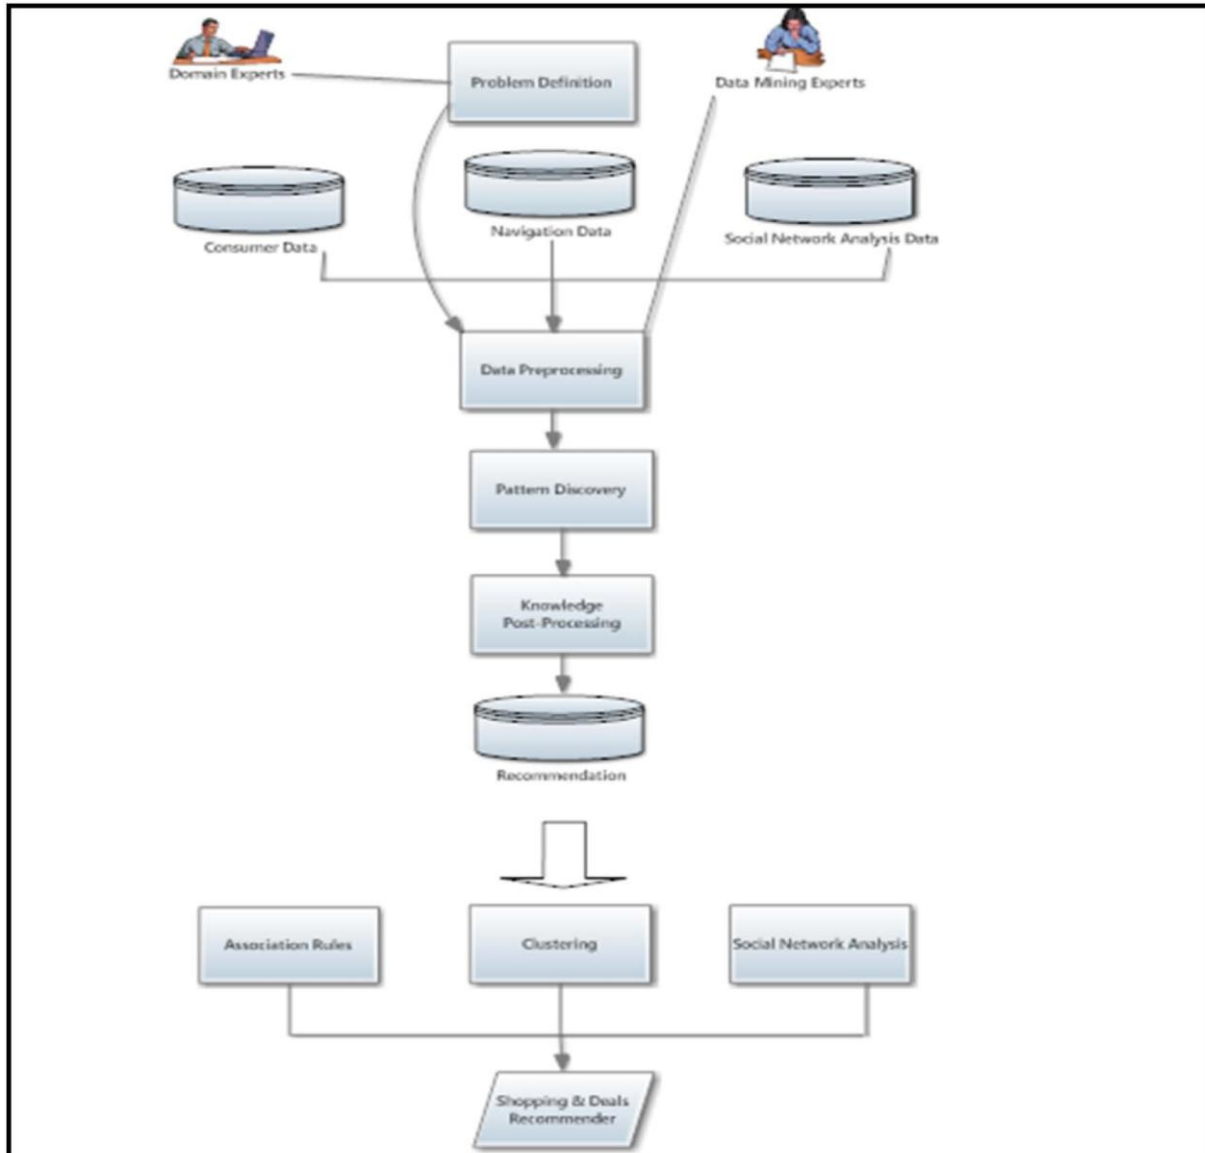 Domain Experts
Problem Definition
Data Mining Experts
Consumer Data
Navigation Data
Social Network Analysis Data
Data Preprocessing
Pattern Discovery
Knowledge
Post-Processing
Recommendation
Association Rules
Clustering
Social Network Analysis
Shopping & Deals
Recommender